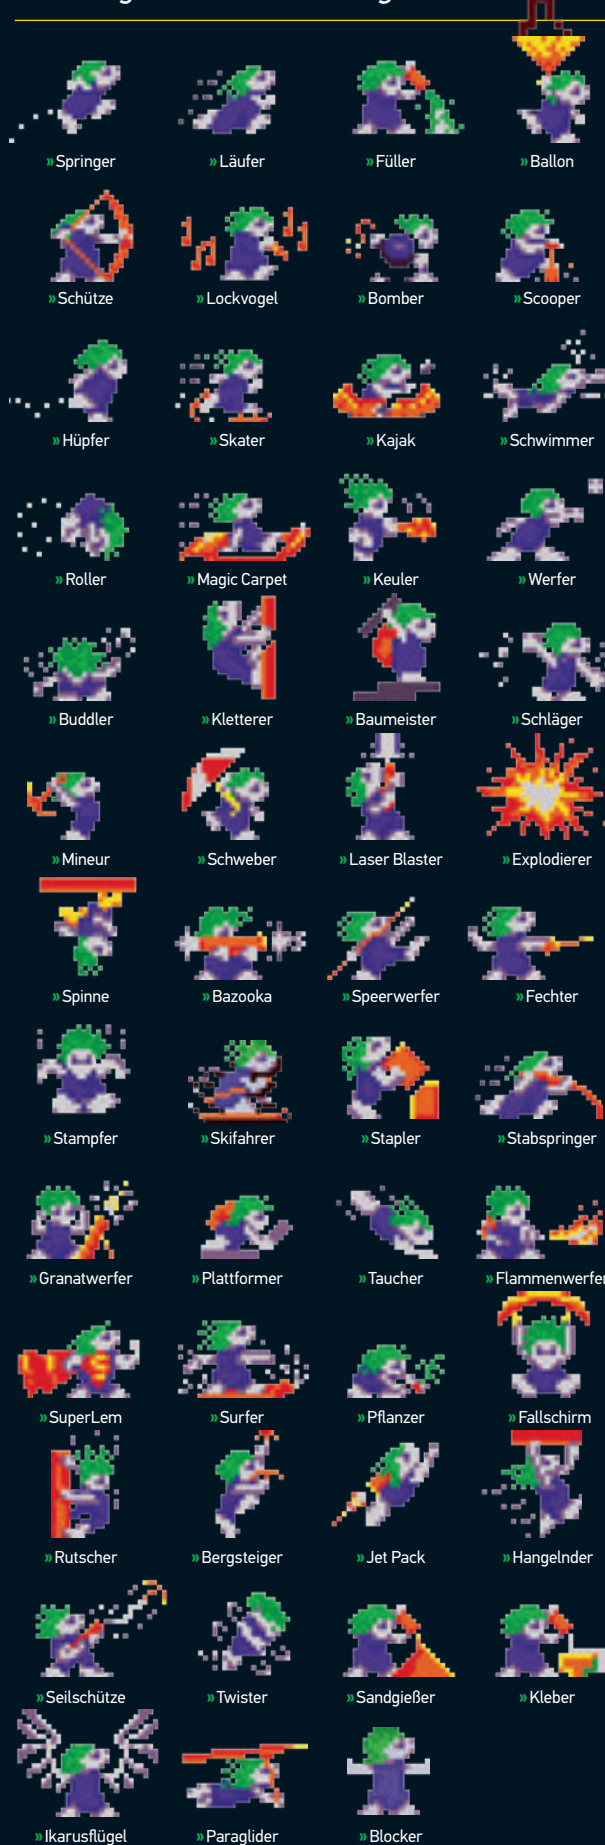 » Springer » Läufer » Füller » Ballon
» Schütze » Lockvogel » Bomber » Scooper
» Hüpfer » Skater » Kajak » Schwimmer
» Roller » Magic Carpet » Keuler » Werfer
» Buddler » Kletterer » Baumeister » Schläger
» Mineur » Schweber » Laser Blaster » Explodierer
» Spinne » Bazooka » Speerwerfer » Fechter
» Stampfer » Skifahrer » Stapler » Stabspringer
» Granatwerfer » Plattformer » Taucher » Flammenwerfer
» SuperLem » Surfer » Pflanzer » Fallschirm
» Rutscher » Bergsteiger » Jet Pack » Hangelnder
» Seilschütze » Twister » Sandgießer » Kleber
» Ikarusflügel » Paraglider » Blocker